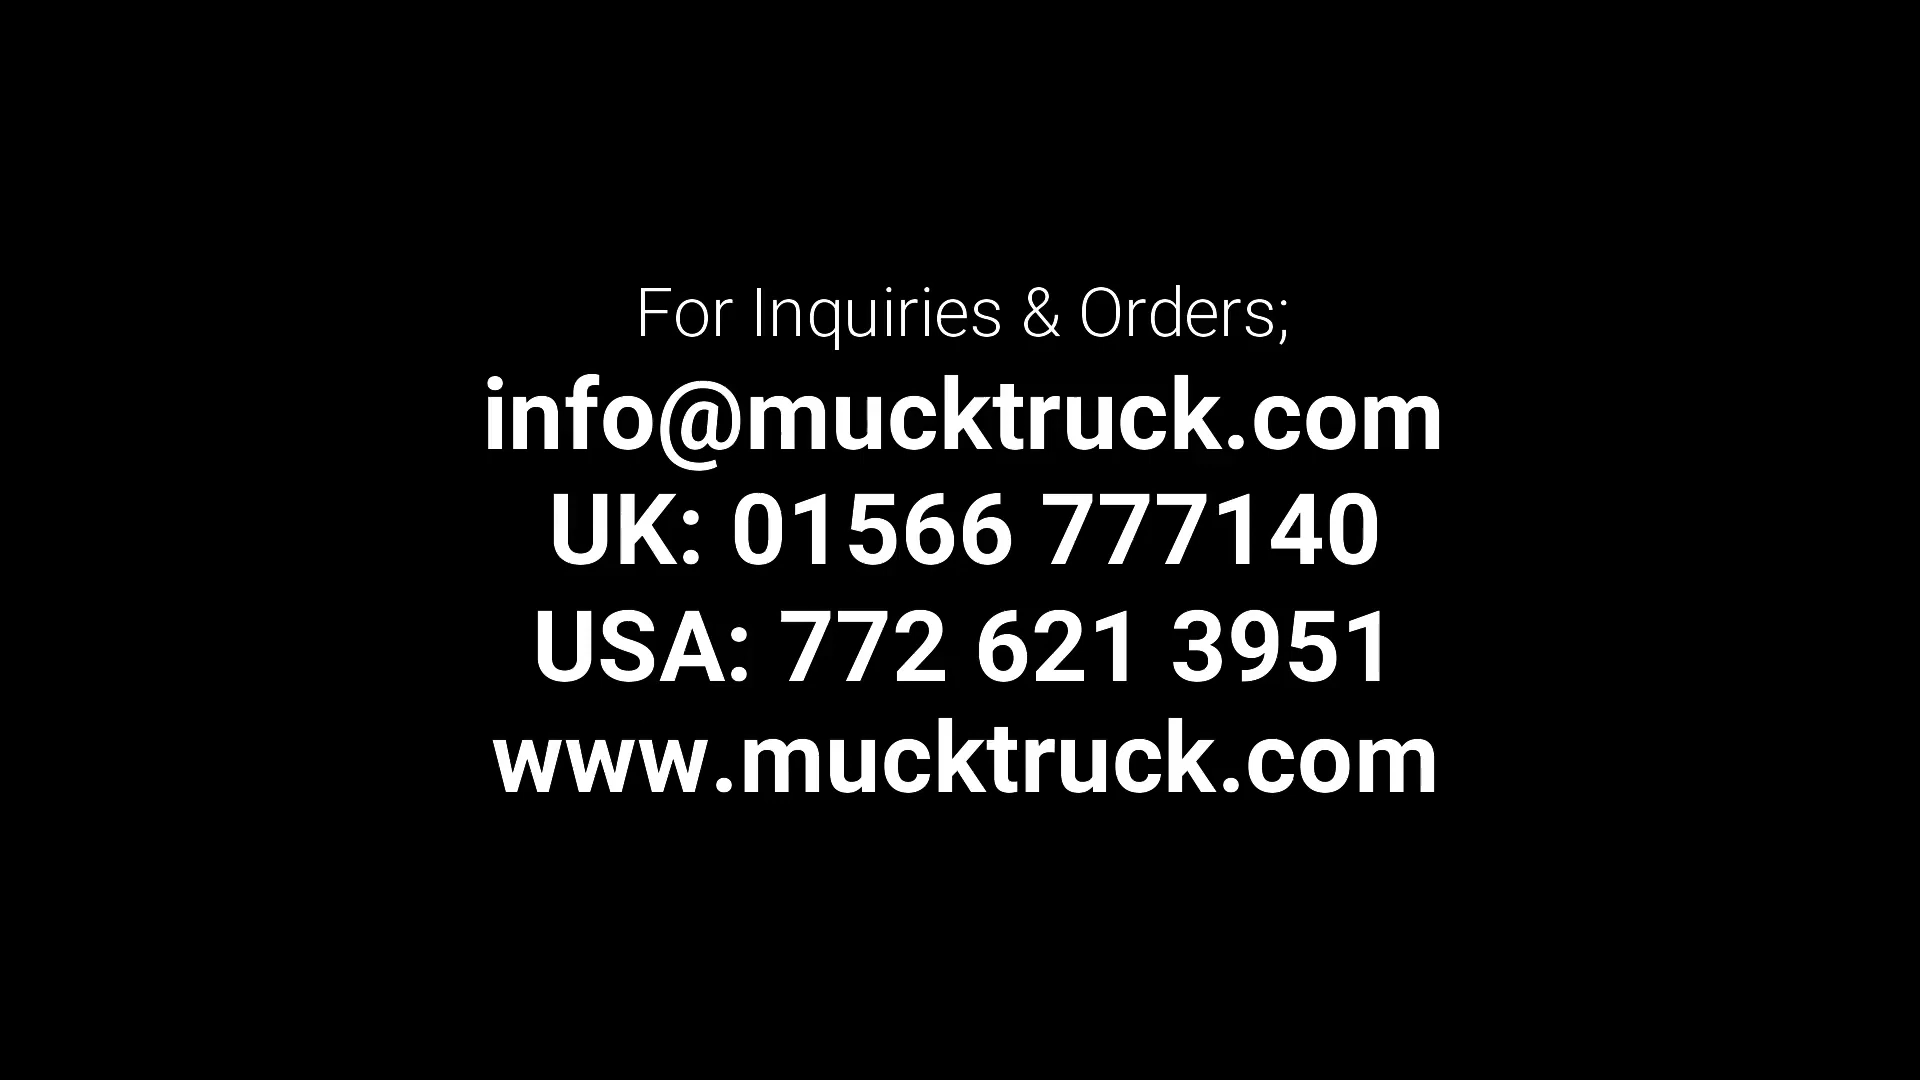 For Inquiries & Orders;
info@mucktruck.com
UK: 01566 777140
USA: 772 621 3951
www.mucktruck.com